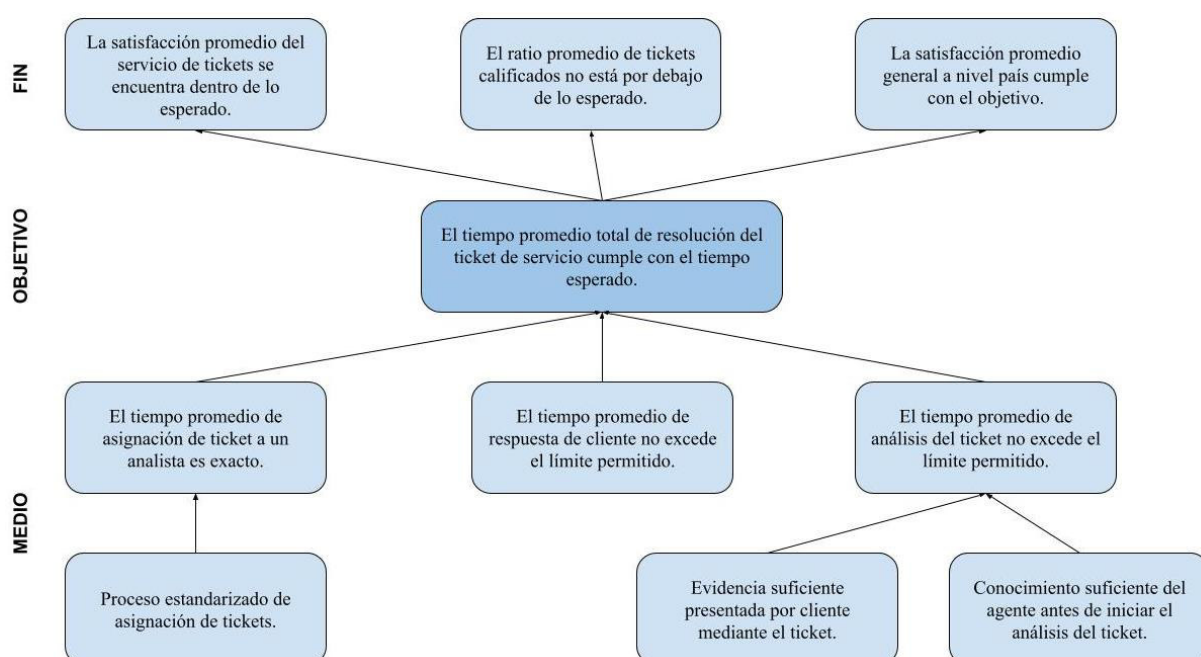 FIN
La satisfacción promedio del
servicio de tickets se
encuentra dentro de lo
esperado.
El ratio promedio de tickets
calificados no está por debajo
de lo esperado.
La satisfacción promedio
general a nivel país cumple
con el objetivo.
OBJETIVO
El tiempo promedio total de resolución del
ticket de servicio cumple con el tiempo
esperado.
MEDIO
El tiempo promedio de
asignación de ticket a un
analista es exacto.
El tiempo promedio de
respuesta de cliente no excede
el límite permitido.
El tiempo promedio de
análisis del ticket no excede el
límite permitido.
Proceso estandarizado de
asignación de tickets.
Evidencia suficiente
presentada por cliente
mediante el ticket.
Conocimiento suficiente del
agente antes de iniciar el
análisis del ticket.